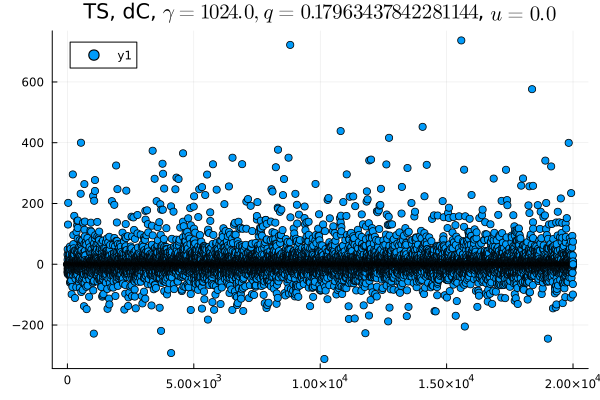 TS, dC, γ = 1024.0, q = 0.17963437842281144, u = 0.0
y1
600
400
200
0
−200
0 5.00×10³ 1.00×10⁴ 1.50×10⁴ 2.00×10⁴